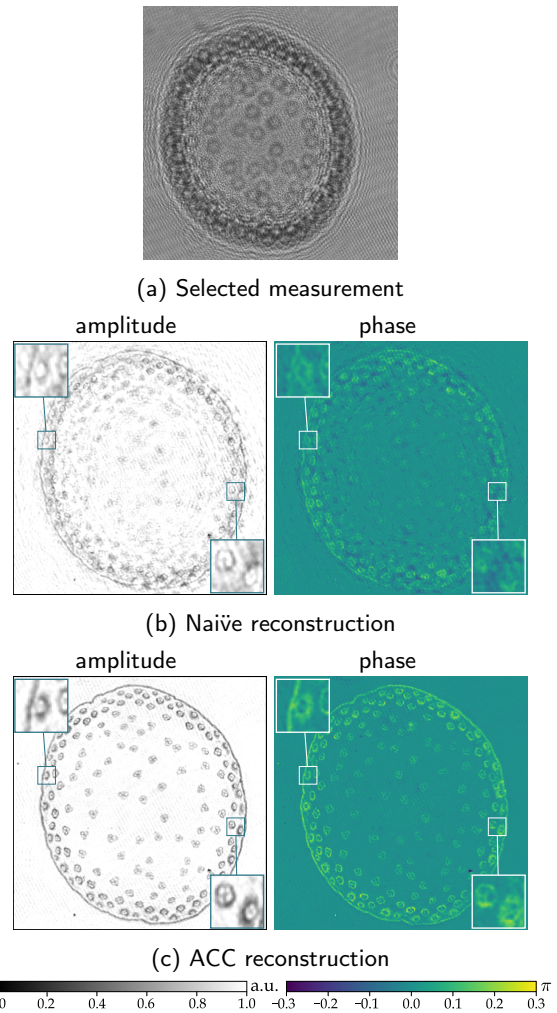 (a) Selected measurement
amplitude phase
(b) Naïve reconstruction
amplitude phase
(c) ACC reconstruction
a.u. π
0.0 0.2 0.4 0.6 0.8 1.0 −0.3 −0.2 −0.1 0.0 0.1 0.2 0.3